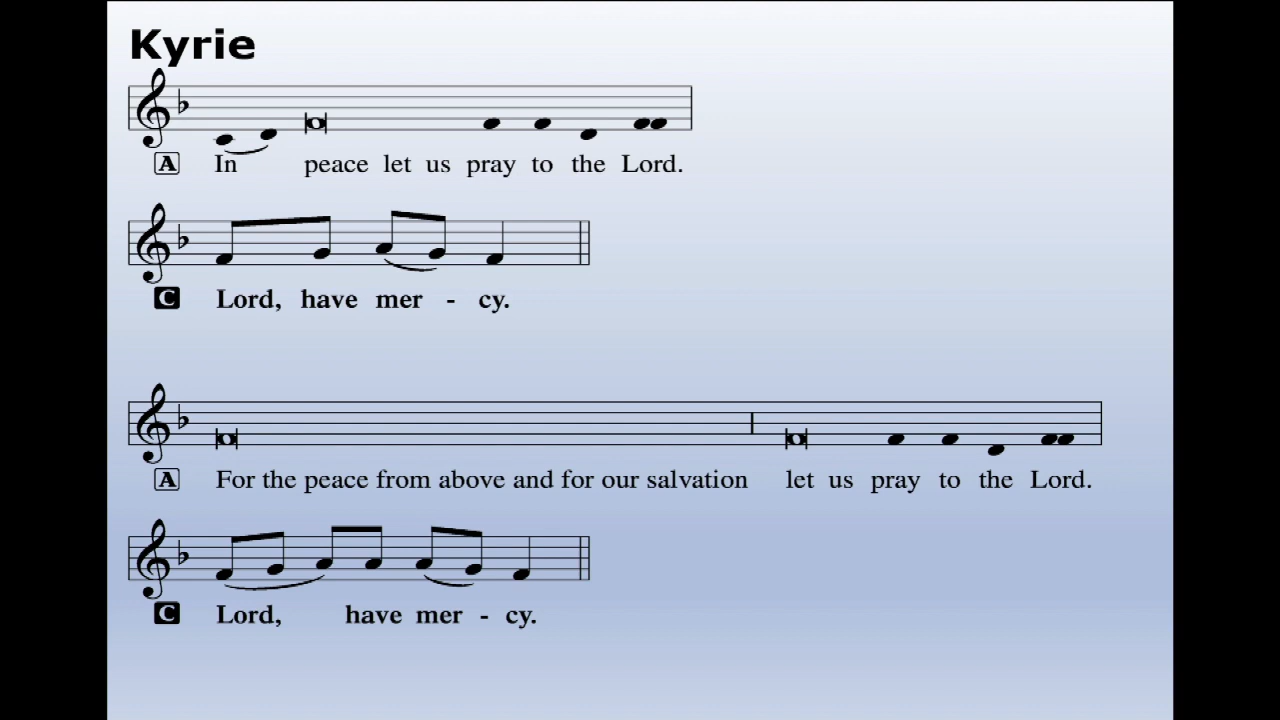 Kyrie
A In peace let us pray to the Lord.
C Lord, have mer - cy.
A For the peace from above and for our salvation let us pray to the Lord.
C Lord, have mer - cy.